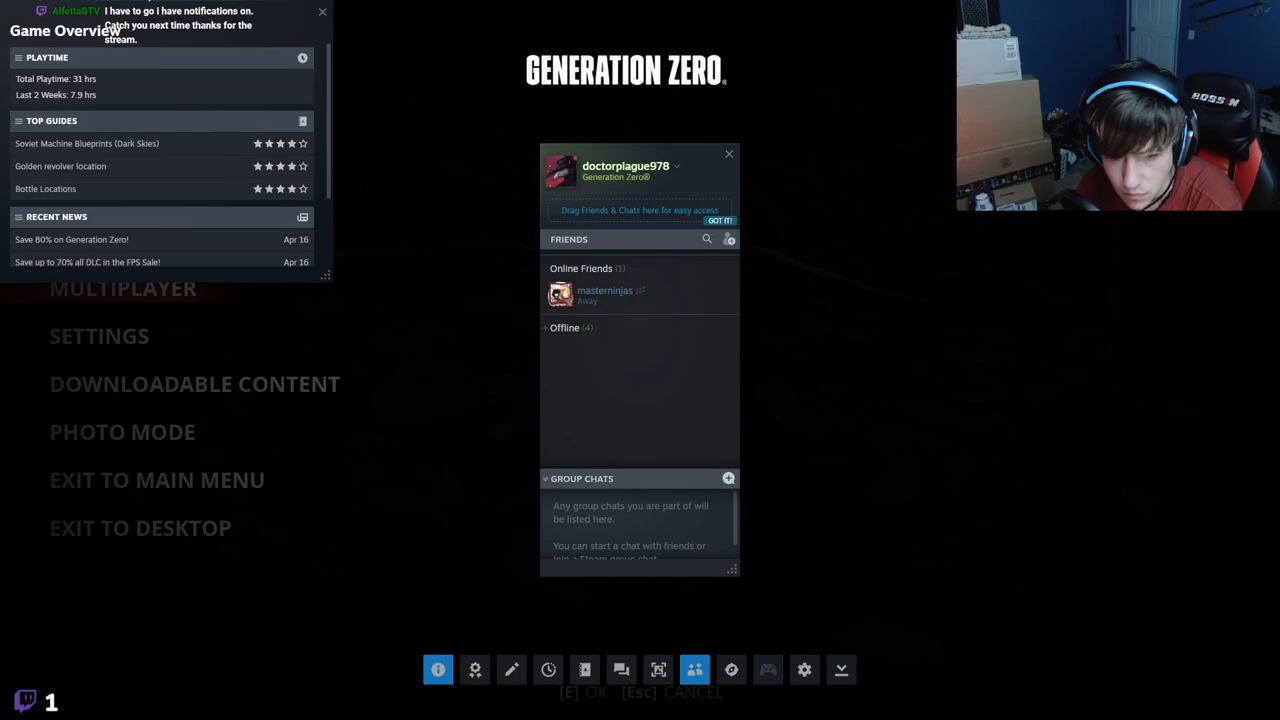 AlfettaGTV I have to go i have notifications on.
Catch you next time thanks for the
stream.
Game Overview
PLAYTIME
Total Playtime: 31 hrs
Last 2 Weeks: 7.9 hrs
TOP GUIDES
Soviet Machine Blueprints (Dark Skies)
Golden revolver location
Bottle Locations
RECENT NEWS
Save 80% on Generation Zero! Apr 16
Save up to 70% all DLC in the FPS Sale! Apr 16
MULTIPLAYER
SETTINGS
DOWNLOADABLE CONTENT
PHOTO MODE
EXIT TO MAIN MENU
EXIT TO DESKTOP
GENERATION ZERO®
doctorplague978
Generation Zero®
Drag Friends & Chats here for easy access
GOT IT!
FRIENDS
Online Friends (1)
masterninjas
Away
+ Offline (4)
GROUP CHATS
Any group chats you are part of will
be listed here.
You can start a chat with friends or
join a Steam group chat
[E] OK [Esc] CANCEL
1
BOSSIN